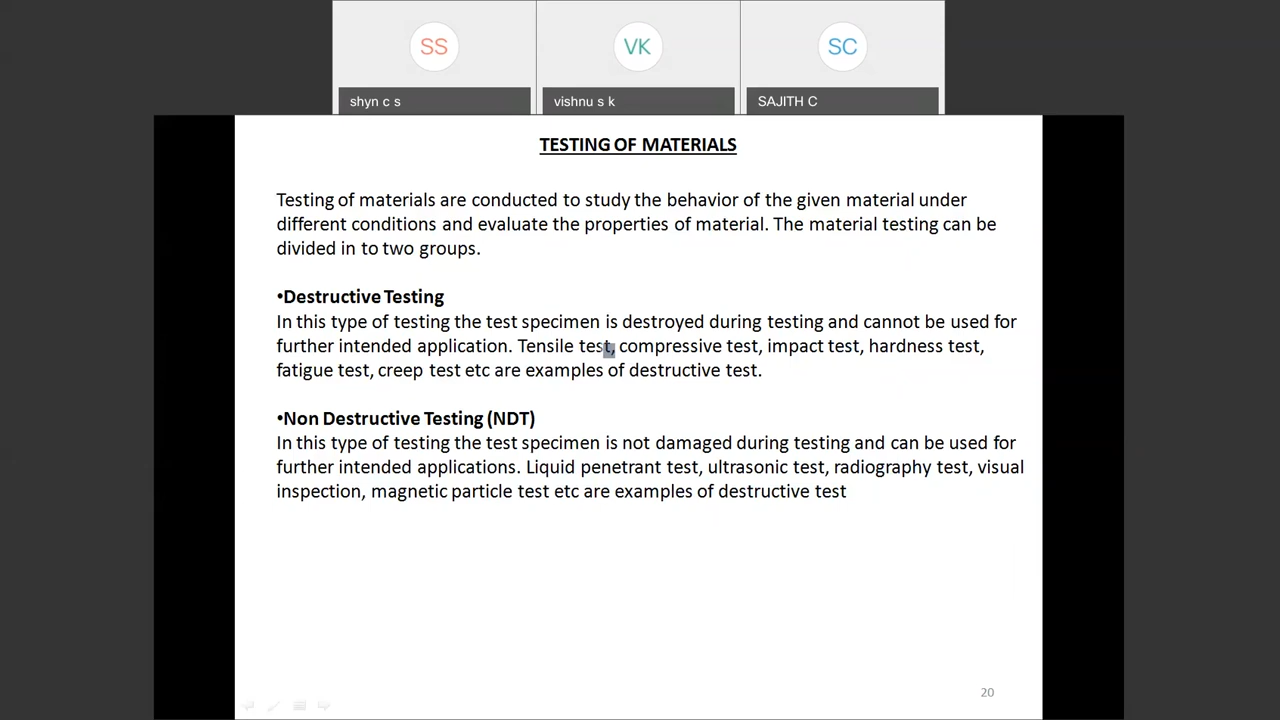 SS
VK
SC
shyn c s
vishnu s k
SAJITH C
TESTING OF MATERIALS
Testing of materials are conducted to study the behavior of the given material under
different conditions and evaluate the properties of material. The material testing can be
divided in to two groups.
•Destructive Testing
In this type of testing the test specimen is destroyed during testing and cannot be used for
further intended application. Tensile test, compressive test, impact test, hardness test,
fatigue test, creep test etc are examples of destructive test.
•Non Destructive Testing (NDT)
In this type of testing the test specimen is not damaged during testing and can be used for
further intended applications. Liquid penetrant test, ultrasonic test, radiography test, visual
inspection, magnetic particle test etc are examples of destructive test
20